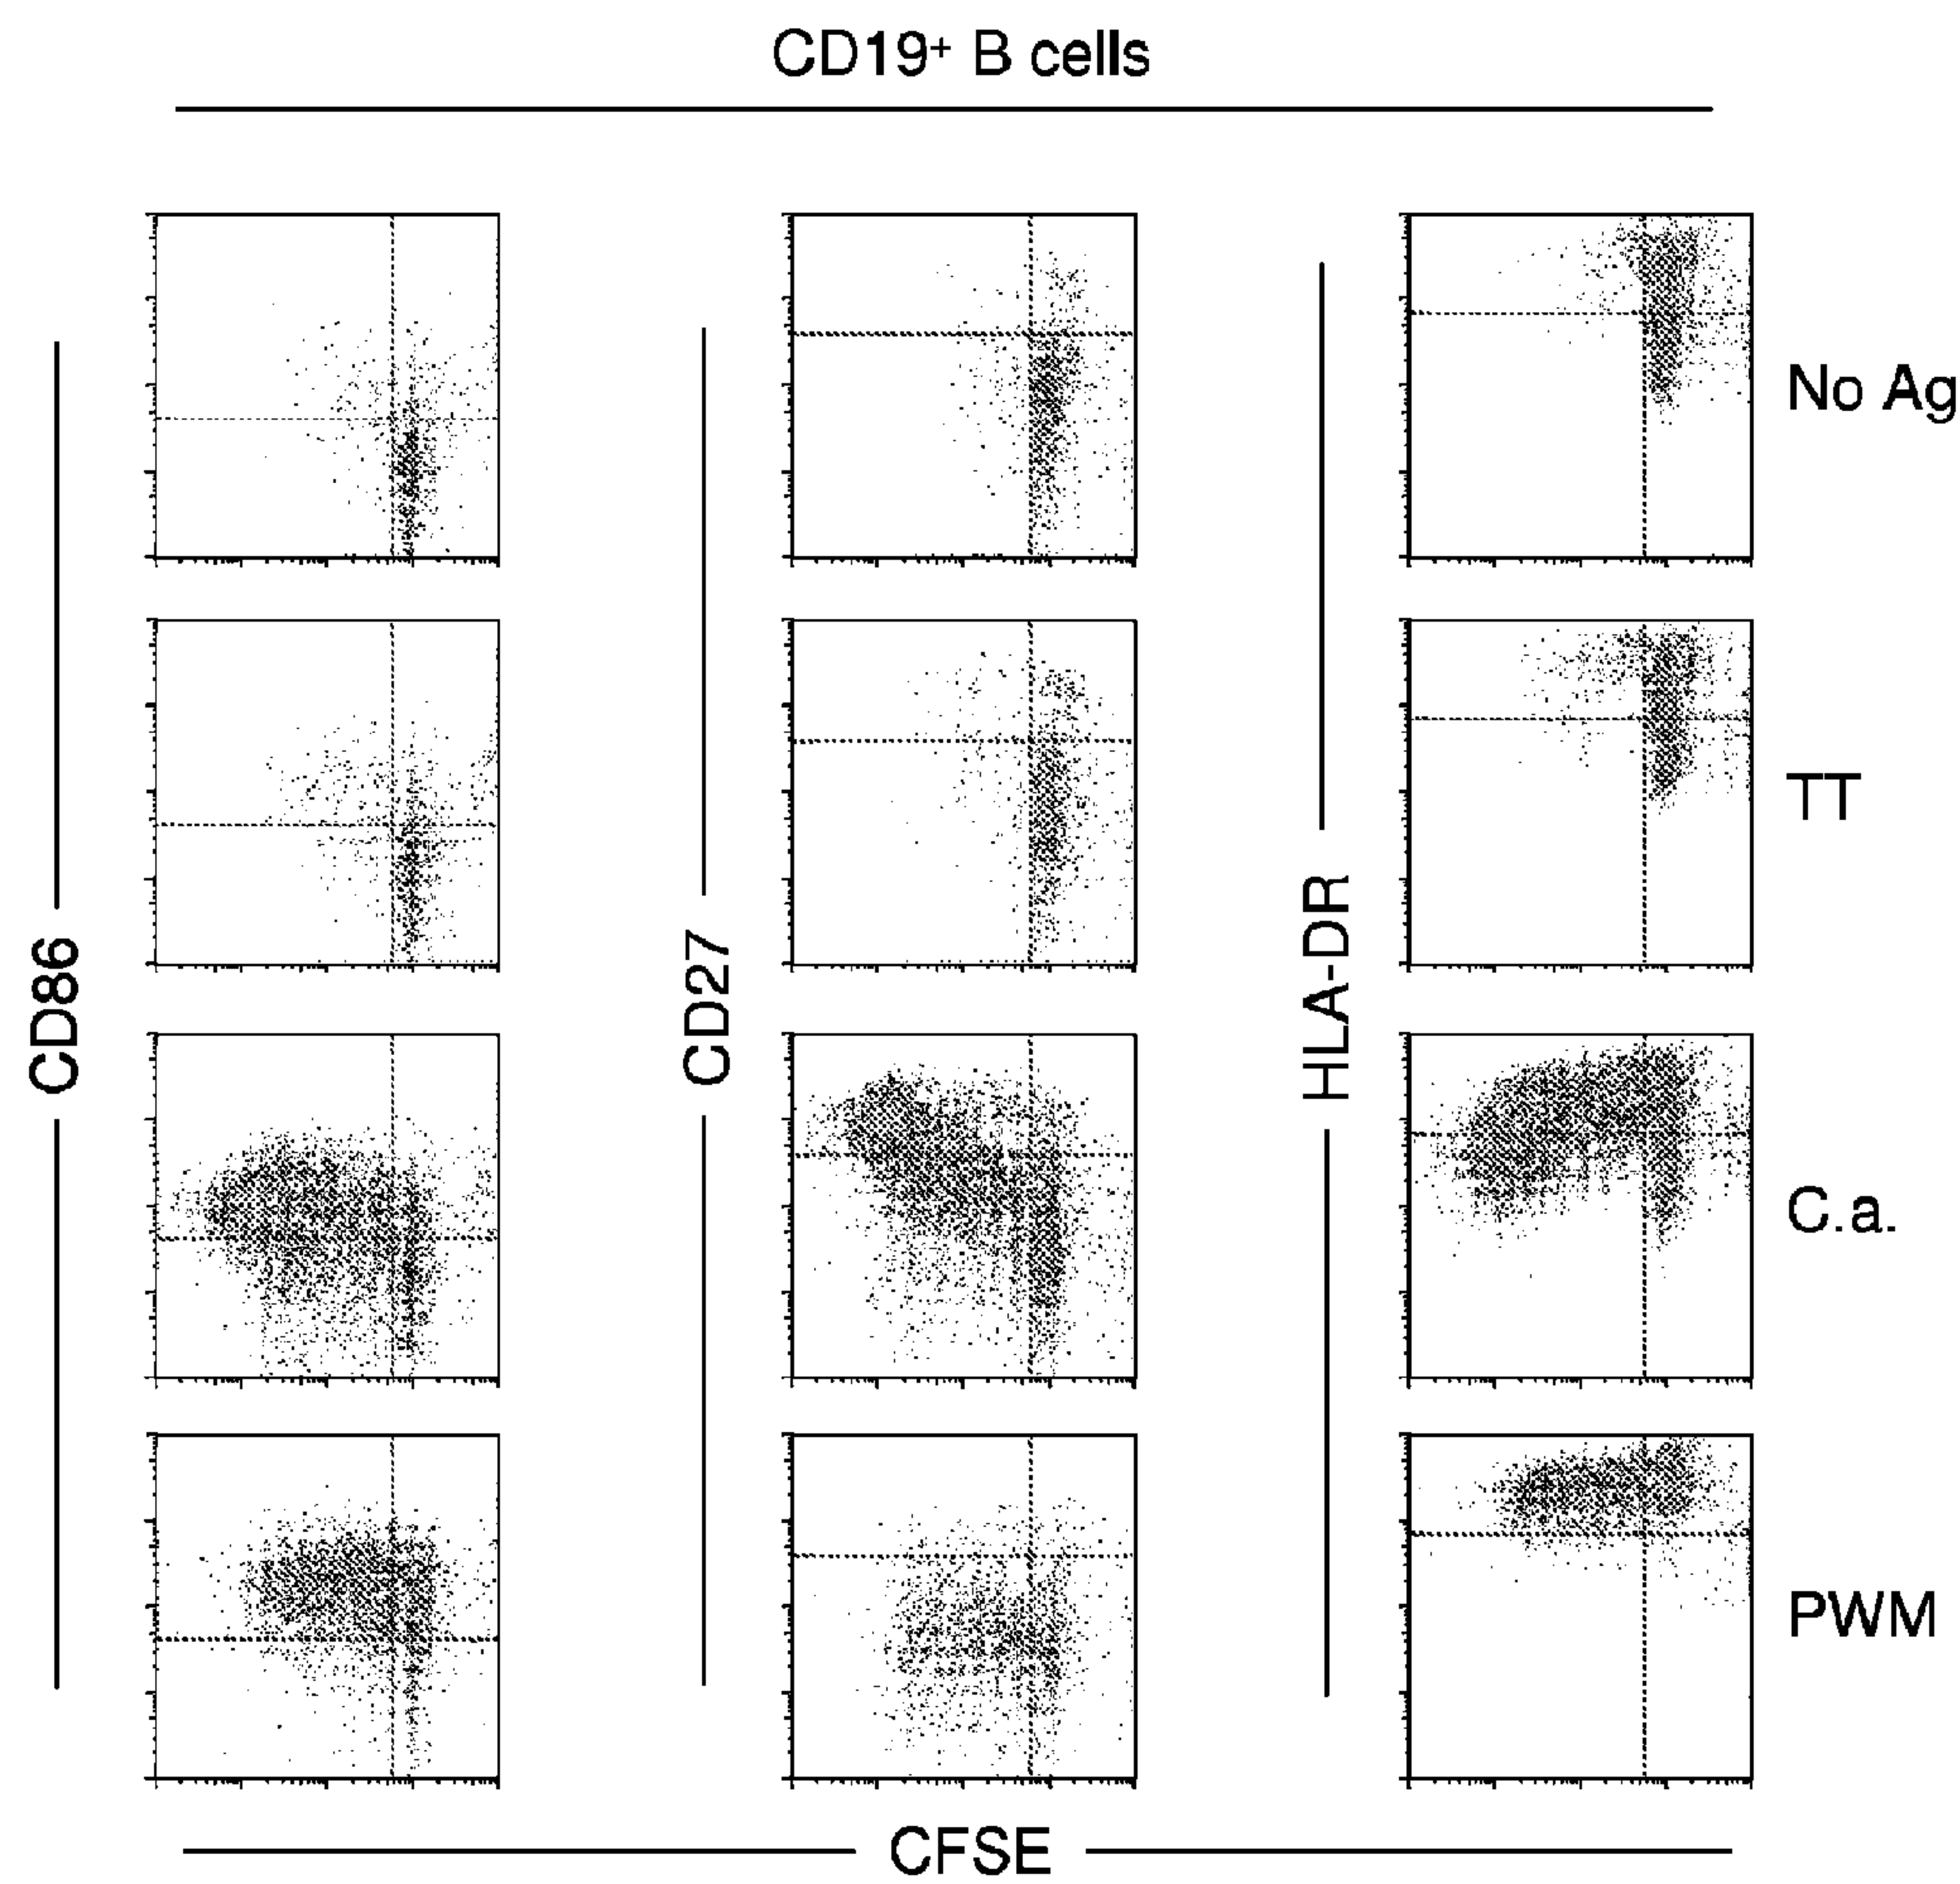 CD19⁺ B cells
CD86
CD27
HLA-DR
No Ag
TT
C.a.
PWM
CFSE